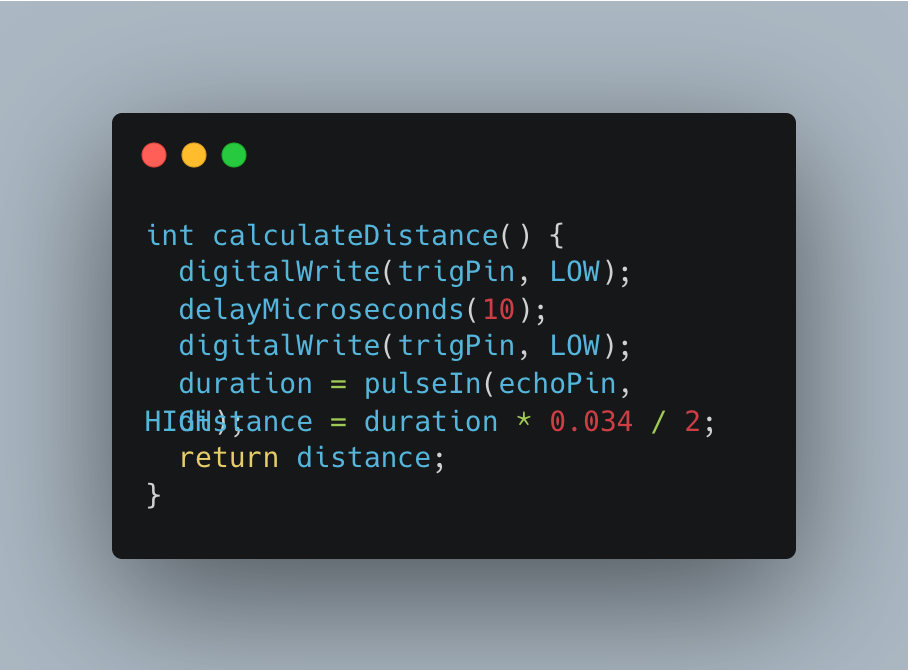 int calculateDistance() {
digitalWrite(trigPin, LOW);
delayMicroseconds(10);
digitalWrite(trigPin, LOW);
duration = pulseIn(echoPin,
HIGH);
distance = duration * 0.034 / 2;
return distance;
}